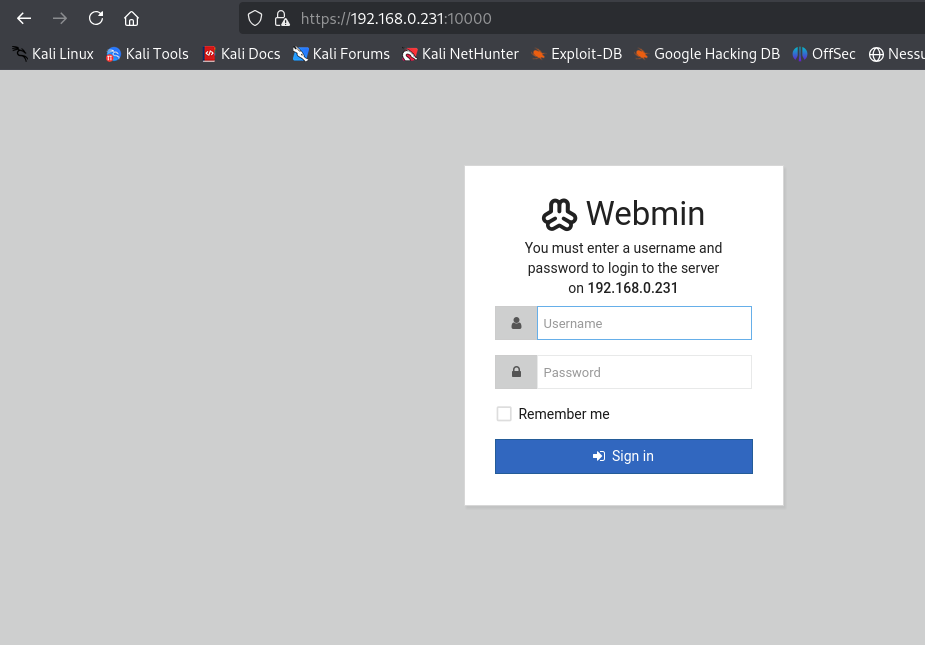 https://192.168.0.231:10000
Kali Linux Kali Tools Kali Docs Kali Forums Kali NetHunter Exploit-DB Google Hacking DB OffSec Nessu
Webmin
You must enter a username and
password to login to the server
on 192.168.0.231
Username
Password
Remember me
Sign in